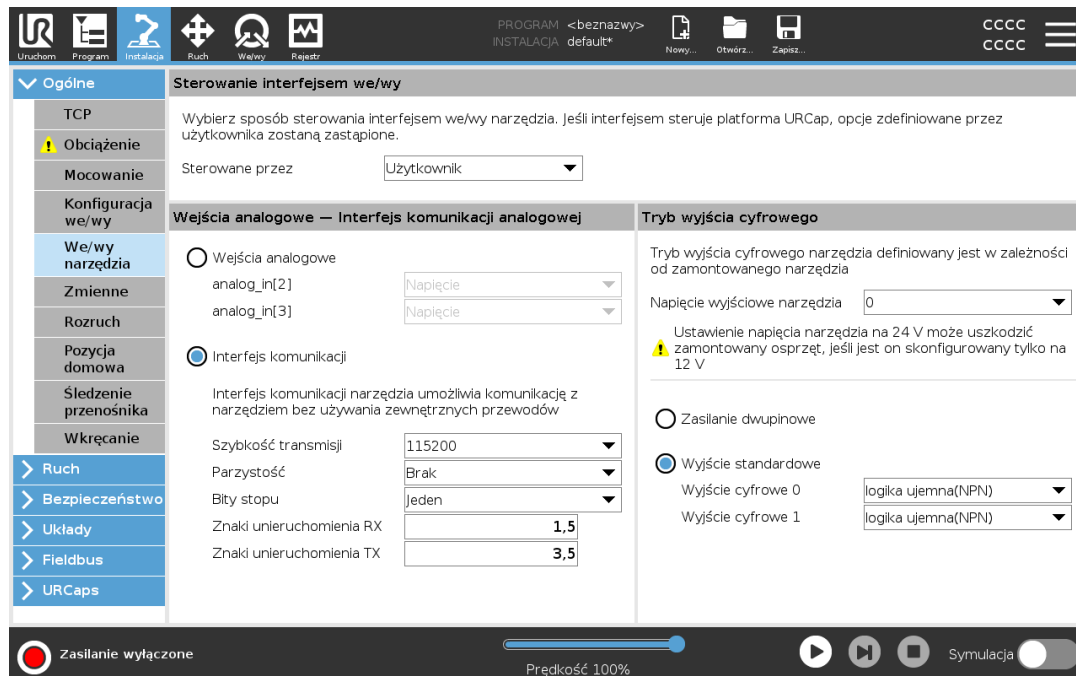 PROGRAM <beznazwy>
INSTALACJA default*
cccc
cccc
Uruchom Program Instalacja Ruch We/wy Rejestr Nowy... Otwórz... Zapisz...
Ogólne
TCP
Obciążenie
Mocowanie
Konfiguracja
we/wy
We/wy
narzędzia
Zmienne
Rozruch
Pozycja
domowa
Śledzenie
przenośnika
Wkręcanie
Ruch
Bezpieczeństwo
Układy
Fieldbus
URCaps
Sterowanie interfejsem we/wy
Wybierz sposób sterowania interfejsem we/wy narzędzia. Jeśli interfejsem steruje platforma URCap, opcje zdefiniowane przez
użytkownika zostaną zastąpione.
Sterowane przez Użytkownik
Wejścia analogowe — Interfejs komunikacji analogowej
Wejścia analogowe
analog_in[2] Napięcie
analog_in[3] Napięcie
Interfejs komunikacji
Interfejs komunikacji narzędzia umożliwia komunikację z
narzędziem bez używania zewnętrznych przewodów
Szybkość transmisji 115200
Parzystość Brak
Bity stopu Jeden
Znaki unieruchomienia RX 1,5
Znaki unieruchomienia TX 3,5
Tryb wyjścia cyfrowego
Tryb wyjścia cyfrowego narzędzia definiowany jest w zależności
od zamontowanego narzędzia
Napięcie wyjściowe narzędzia 0
Ustawienie napięcia narzędzia na 24 V może uszkodzić
zamontowany osprzęt, jeśli jest on skonfigurowany tylko na
12 V
Zasilanie dwupinowe
Wyjście standardowe
Wyjście cyfrowe 0 logika ujemna(NPN)
Wyjście cyfrowe 1 logika ujemna(NPN)
Zasilanie wyłączone
Prędkość 100%
Symulacja